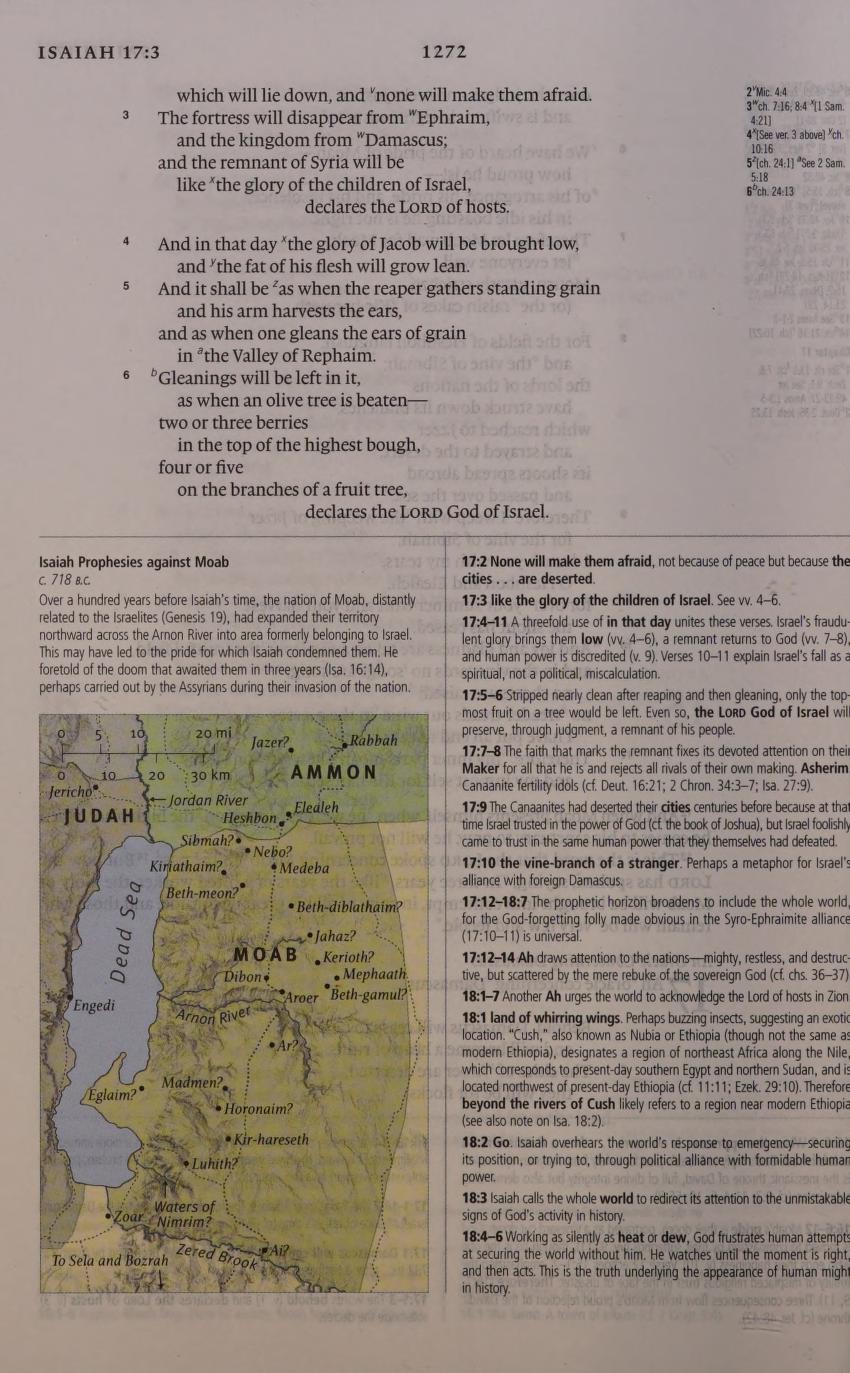 ISAIAH 17:3
1272
which will lie down, and ᵛnone will make them afraid.
3 The fortress will disappear from ʷEphraim,
and the kingdom from ʷDamascus;
and the remnant of Syria will be
like ˣthe glory of the children of Israel,
declares the LORD of hosts.
4 And in that day ˣthe glory of Jacob will be brought low,
and ʸthe fat of his flesh will grow lean.
5 And it shall be ᶻas when the reaper gathers standing grain
and his arm harvests the ears,
and as when one gleans the ears of grain
in ᵃthe Valley of Rephaim.
6 ᵇGleanings will be left in it,
as when an olive tree is beaten—
two or three berries
in the top of the highest bough,
four or five
on the branches of a fruit tree,
declares the LORD God of Israel.
2ᵛMic. 4:4
3ʷch. 7:16; 8:4 ˣ[1 Sam.
4:21]
4ˣ[See ver. 3 above] ʸch.
10:16
5ᶻ[ch. 24:1] ᵃSee 2 Sam.
5:18
6ᵇch. 24:13
Isaiah Prophesies against Moab
c. 718 B.C.
Over a hundred years before Isaiah's time, the nation of Moab, distantly
related to the Israelites (Genesis 19), had expanded their territory
northward across the Arnon River into area formerly belonging to Israel.
This may have led to the pride for which Isaiah condemned them. He
foretold of the doom that awaited them in three years (Isa. 16:14),
perhaps carried out by the Assyrians during their invasion of the nation.
0 5 10 20 mi
0 10 20 30 km
Jazer?
Rabbah
AMMON
Jericho
Jordan River
Elealeh
JUDAH
Heshbon
Sibmah?
Nebo?
Kiriathaim?
Medeba
Beth-meon?
Beth-diblathaim?
Dead Sea
Jahaz?
MOAB
Kerioth?
Dibon
Mephaath
Aroer
Beth-gamul?
Engedi
Arnon River
Ar?
Madmen?
Eglaim?
Horonaim?
Kir-hareseth
Luhith?
Waters of
Nimrim?
Zoar
Zered Brook
Ai?
To Sela and Bozrah
17:2 None will make them afraid, not because of peace but because the
cities . . . are deserted.
17:3 like the glory of the children of Israel. See vv. 4–6.
17:4–11 A threefold use of in that day unites these verses. Israel's fraudu-
lent glory brings them low (vv. 4–6), a remnant returns to God (vv. 7–8),
and human power is discredited (v. 9). Verses 10–11 explain Israel's fall as a
spiritual, not a political, miscalculation.
17:5–6 Stripped nearly clean after reaping and then gleaning, only the top-
most fruit on a tree would be left. Even so, the LORD God of Israel will
preserve, through judgment, a remnant of his people.
17:7–8 The faith that marks the remnant fixes its devoted attention on their
Maker for all that he is and rejects all rivals of their own making. Asherim
Canaanite fertility idols (cf. Deut. 16:21; 2 Chron. 34:3–7; Isa. 27:9).
17:9 The Canaanites had deserted their cities centuries before because at that
time Israel trusted in the power of God (cf. the book of Joshua), but Israel foolishly
came to trust in the same human power that they themselves had defeated.
17:10 the vine-branch of a stranger. Perhaps a metaphor for Israel's
alliance with foreign Damascus.
17:12–18:7 The prophetic horizon broadens to include the whole world,
for the God-forgetting folly made obvious in the Syro-Ephraimite alliance
(17:10–11) is universal.
17:12–14 Ah draws attention to the nations—mighty, restless, and destruc-
tive, but scattered by the mere rebuke of the sovereign God (cf. chs. 36–37)
18:1–7 Another Ah urges the world to acknowledge the Lord of hosts in Zion
18:1 land of whirring wings. Perhaps buzzing insects, suggesting an exotic
location. "Cush," also known as Nubia or Ethiopia (though not the same as
modern Ethiopia), designates a region of northeast Africa along the Nile,
which corresponds to present-day southern Egypt and northern Sudan, and is
located northwest of present-day Ethiopia (cf. 11:11; Ezek. 29:10). Therefore
beyond the rivers of Cush likely refers to a region near modern Ethiopia
(see also note on Isa. 18:2).
18:2 Go. Isaiah overhears the world's response to emergency—securing
its position, or trying to, through political alliance with formidable human
power.
18:3 Isaiah calls the whole world to redirect its attention to the unmistakable
signs of God's activity in history.
18:4–6 Working as silently as heat or dew, God frustrates human attempts
at securing the world without him. He watches until the moment is right,
and then acts. This is the truth underlying the appearance of human might
in history.